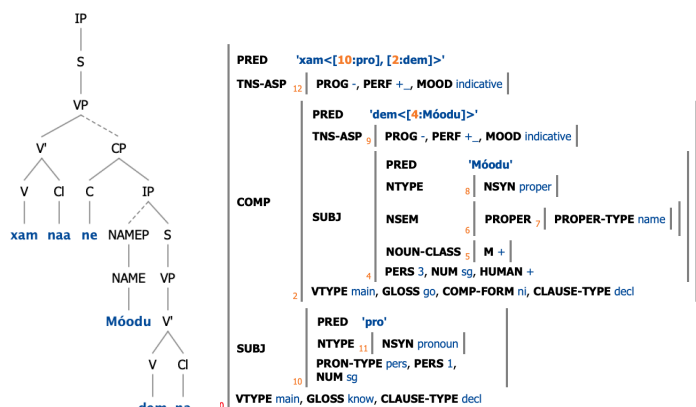 IP
S
VP
V' CP
V Cl C IP
xam naa ne NAMEP S
NAME VP
Móodu V'
V Cl
dem na
PRED 'xam<[10:pro], [2:dem]>'
TNS-ASP 12 PROG -, PERF +_, MOOD indicative
PRED 'dem<[4:Móodu]>'
TNS-ASP 9 PROG -, PERF +_, MOOD indicative
PRED 'Móodu'
NTYPE 8 NSYN proper
COMP
SUBJ NSEM 6 PROPER 7 PROPER-TYPE name
NOUN-CLASS 5 M +
4 PERS 3, NUM sg, HUMAN +
2 VTYPE main, GLOSS go, COMP-FORM ni, CLAUSE-TYPE decl
PRED 'pro'
SUBJ NTYPE 11 NSYN pronoun
PRON-TYPE pers, PERS 1,
10 NUM sg
0 VTYPE main, GLOSS know, CLAUSE-TYPE decl